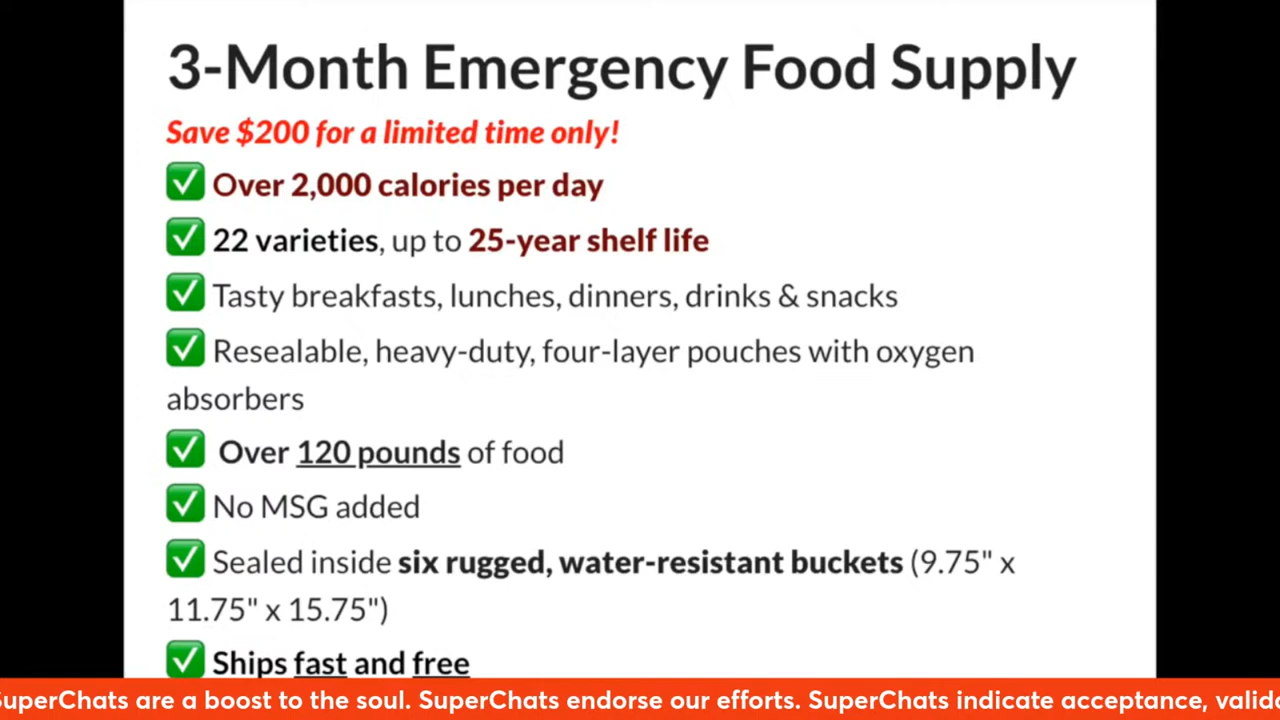 3-Month Emergency Food Supply
Save $200 for a limited time only!
✅ Over 2,000 calories per day
✅ 22 varieties, up to 25-year shelf life
✅ Tasty breakfasts, lunches, dinners, drinks & snacks
✅ Resealable, heavy-duty, four-layer pouches with oxygen
absorbers
✅ Over 120 pounds of food
✅ No MSG added
✅ Sealed inside six rugged, water-resistant buckets (9.75" x
11.75" x 15.75")
✅ Ships fast and free
SuperChats are a boost to the soul. SuperChats endorse our efforts. SuperChats indicate acceptance,